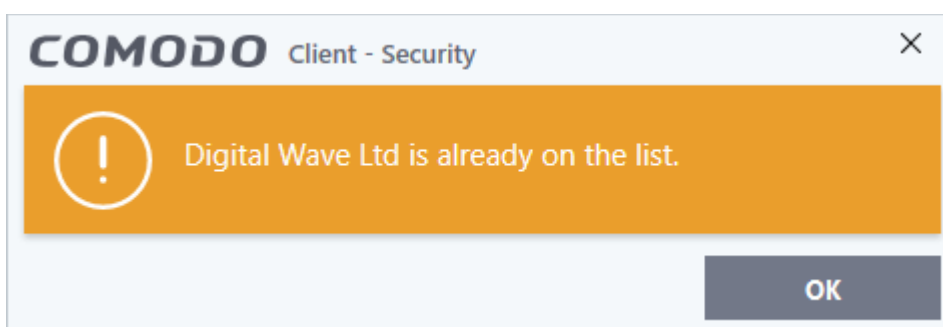 COMODO Client - Security
Digital Wave Ltd is already on the list.
OK